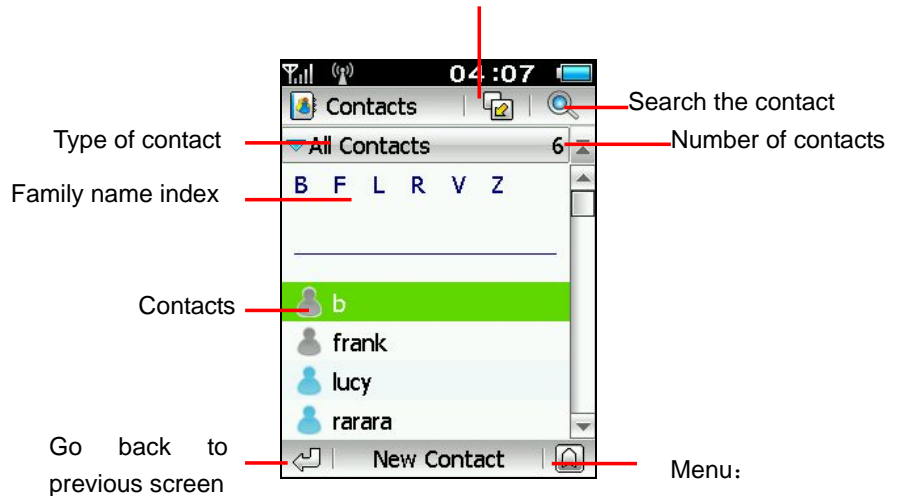 04:07
Contacts
Search the contact
Type of contact
All Contacts 6
Number of contacts
B F L R V Z
Family name index
Contacts
b
frank
lucy
rarara
Go back to
previous screen
New Contact
Menu：